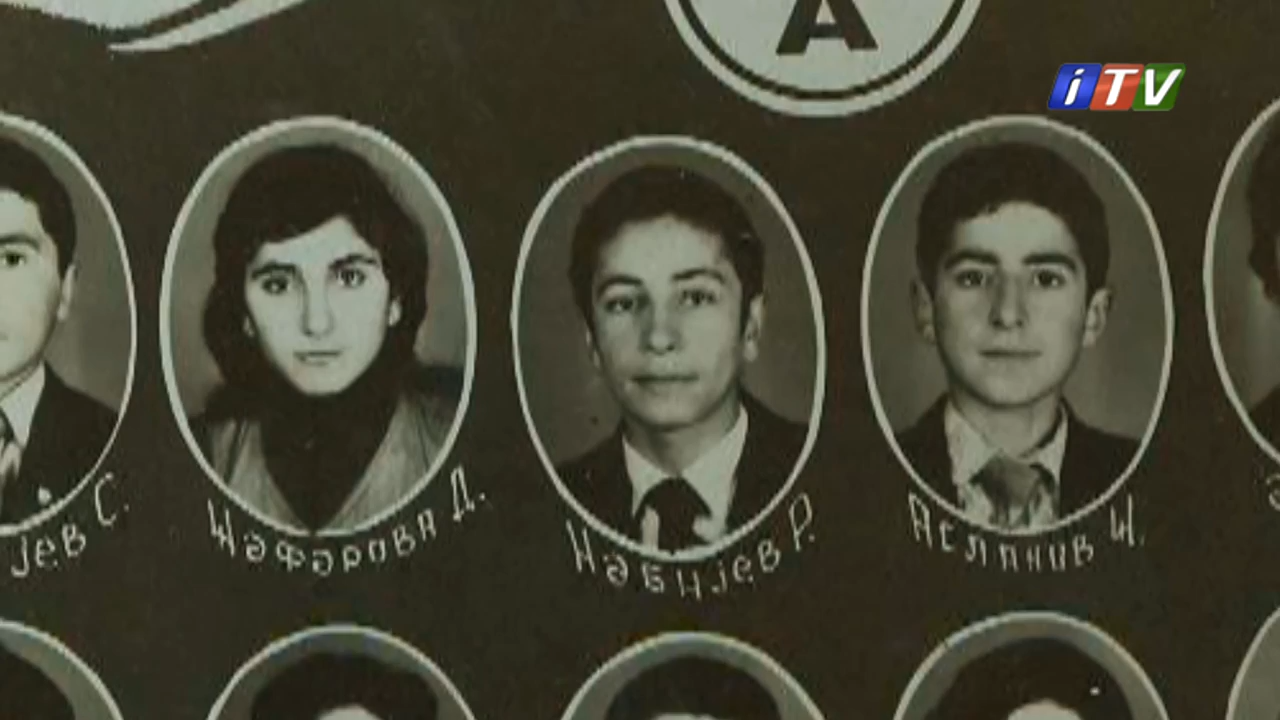 А
iTV
јев С.
Ҹәфәрова Д.
Нәбијев Р.
Асланов И.